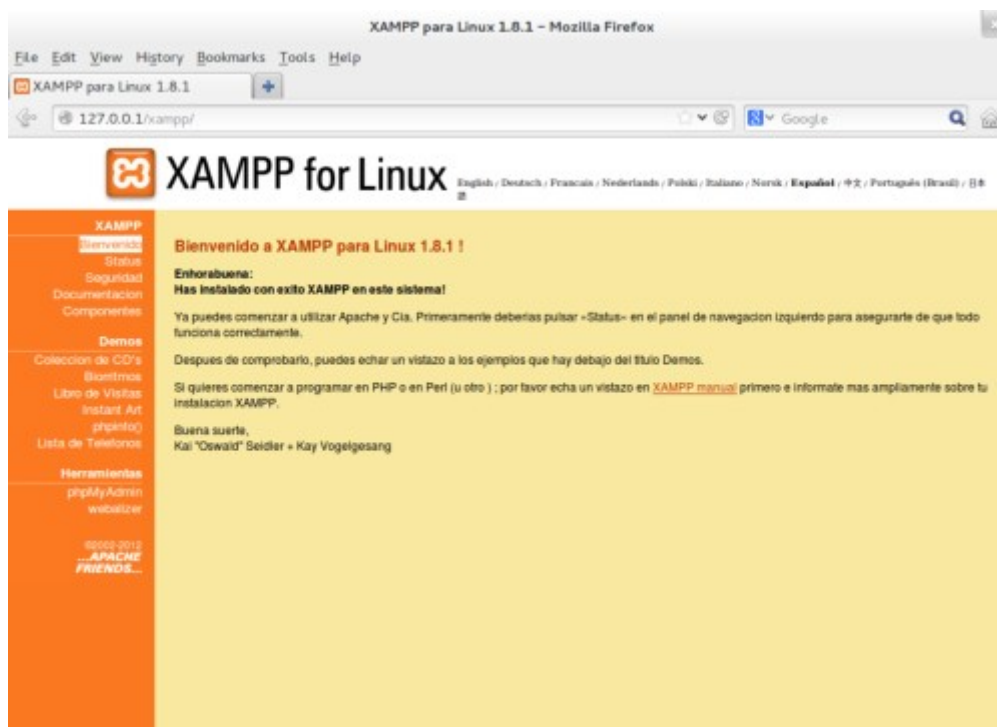 XAMPP para Linux 1.8.1 - Mozilla Firefox
File Edit View History Bookmarks Tools Help
XAMPP para Linux 1.8.1
127.0.0.1/xampp/
Google
XAMPP for Linux
English / Deutsch / Francais / Nederlands / Polski / Italiano / Norsk / Español / 中文 / Português (Brasil) / 日本
語
XAMPP
Bienvenido
Status
Seguridad
Documentacion
Componentes
Demos
Coleccion de CD's
Biorritmos
Libro de Visitas
Instant Art
phpinfo()
Lista de Telefonos
Herramientas
phpMyAdmin
webalizer
©2002-2012
...APACHE
FRIENDS...
Bienvenido a XAMPP para Linux 1.8.1 !
Enhorabuena:
Has instalado con exito XAMPP en este sistema!
Ya puedes comenzar a utilizar Apache y Cia. Primeramente deberias pulsar «Status» en el panel de navegacion izquierdo para asegurarte de que todo
funciona correctamente.
Despues de comprobarlo, puedes echar un vistazo a los ejemplos que hay debajo del titulo Demos.
Si quieres comenzar a programar en PHP o en Perl (u otro ) ; por favor echa un vistazo en XAMPP manual primero e informate mas ampliamente sobre tu
instalacion XAMPP.
Buena suerte,
Kai "Oswald" Seidler + Kay Vogelgesang